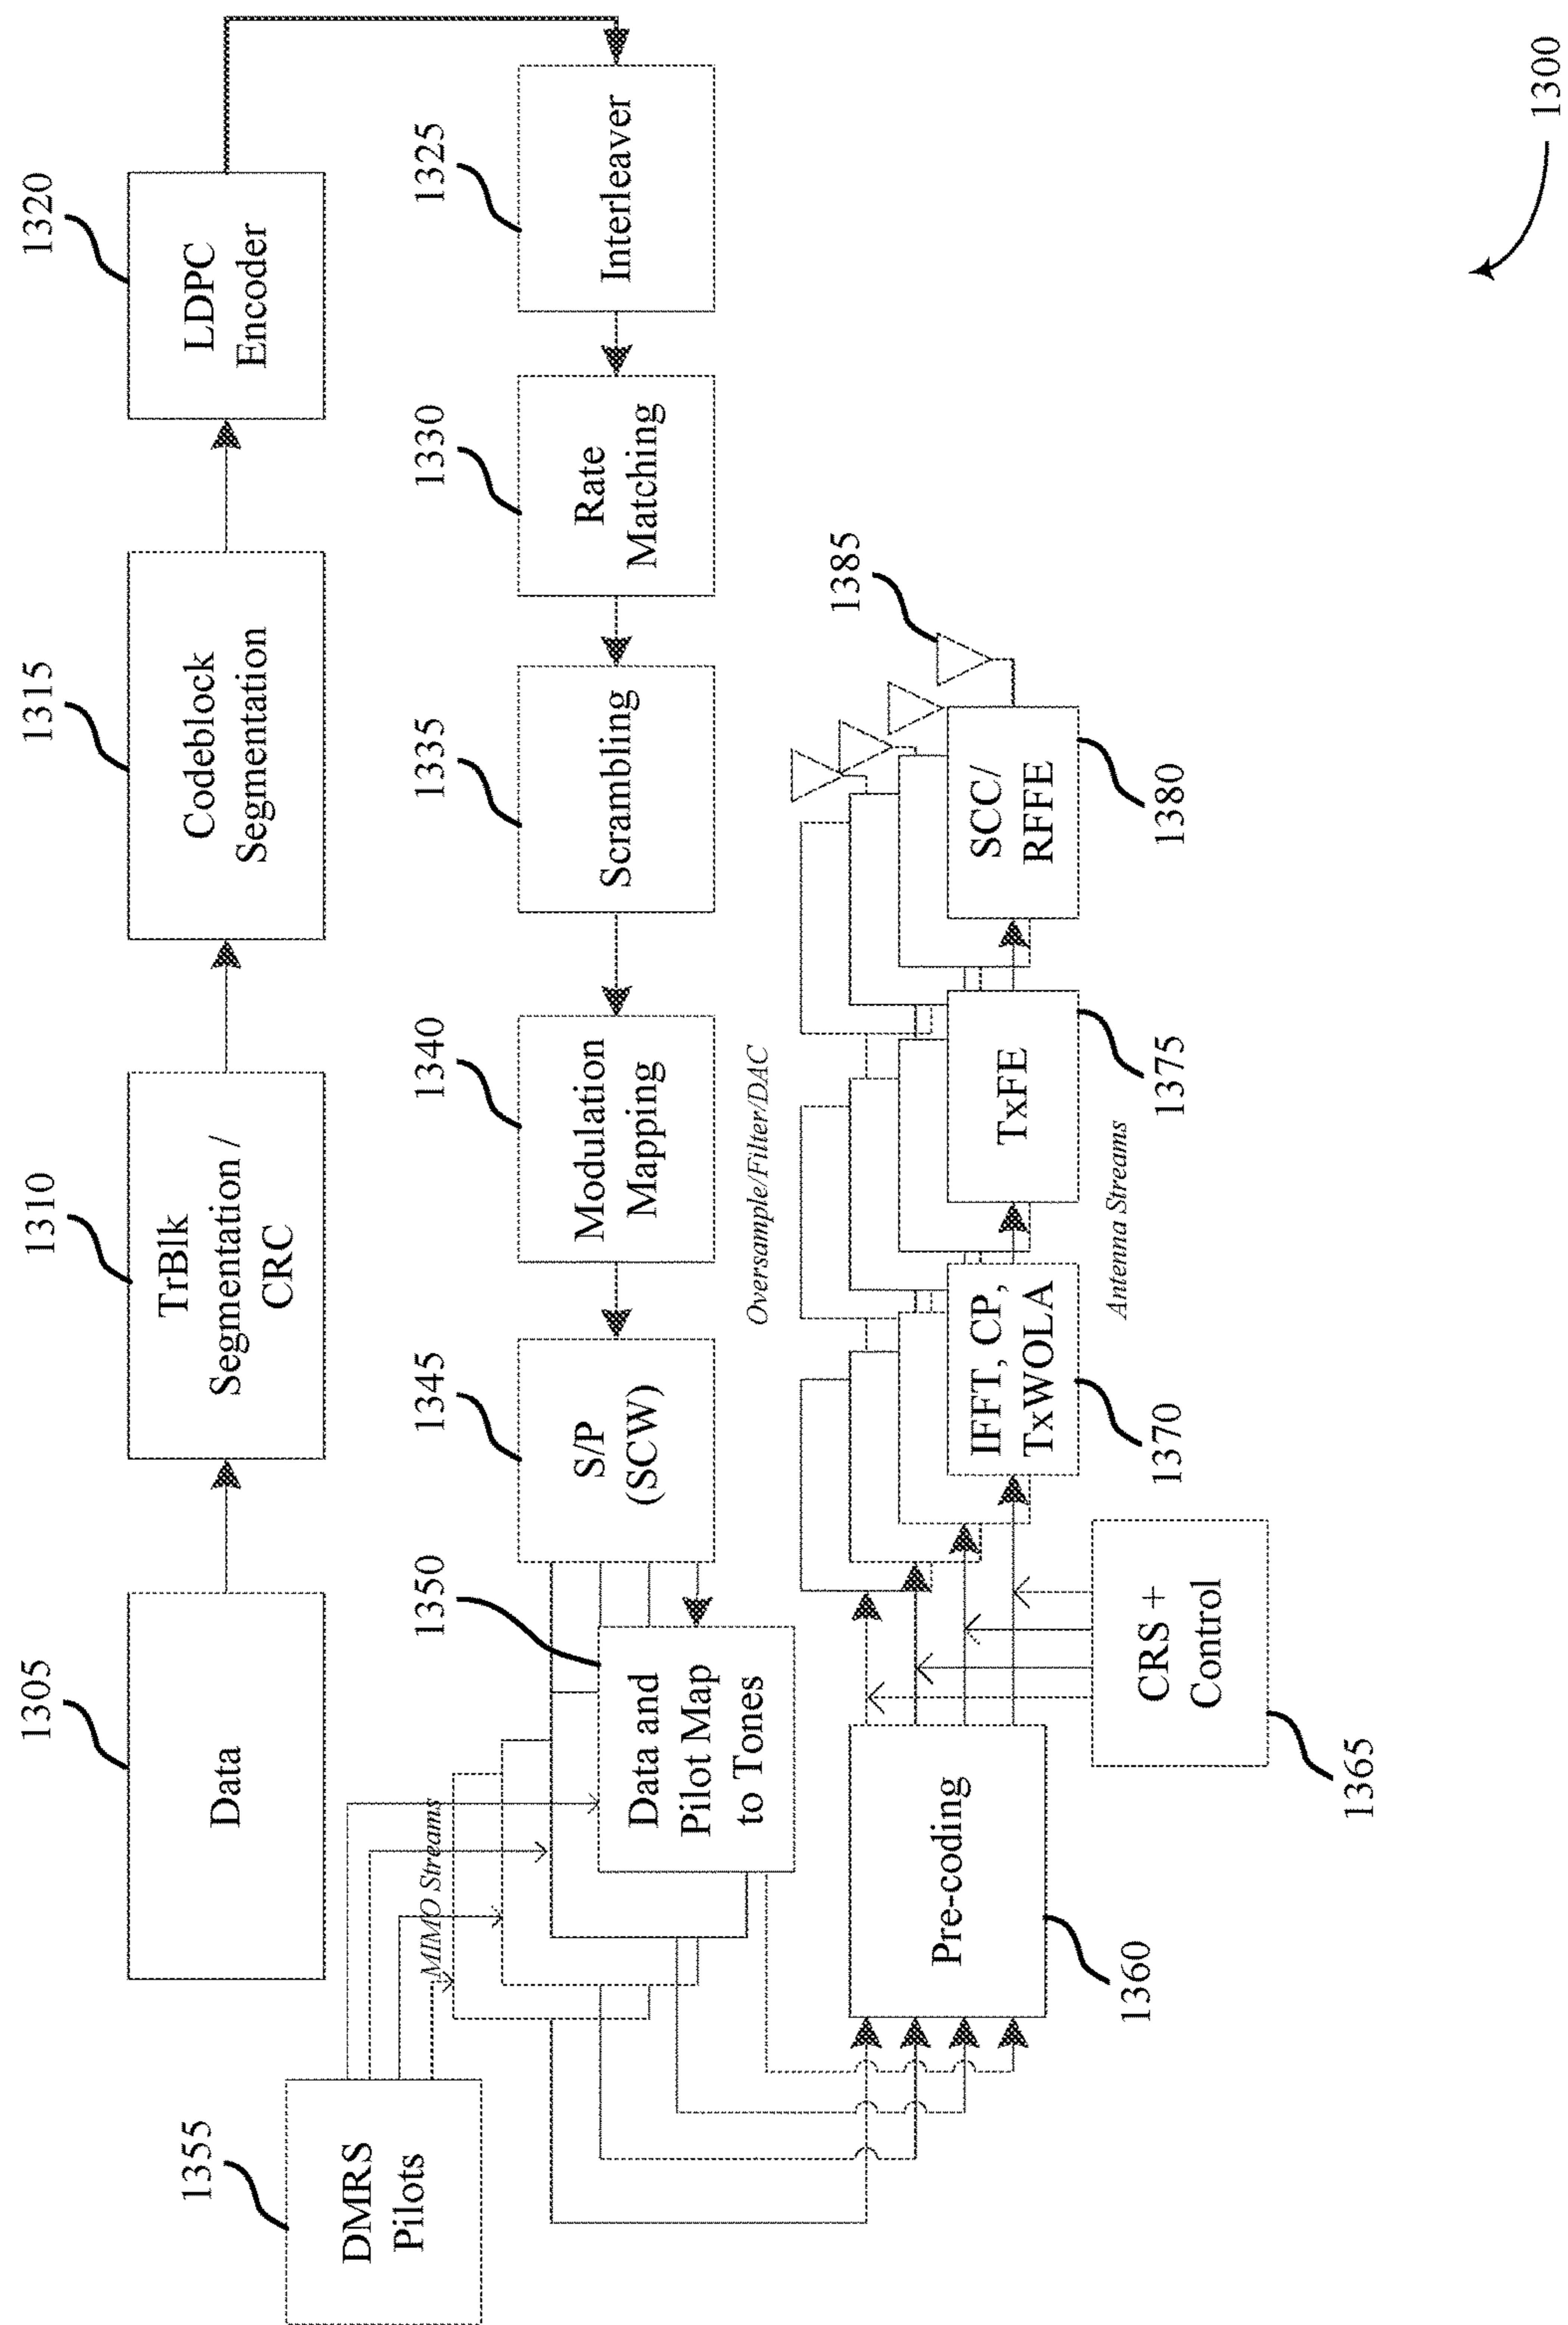 1305
Data
1310
TrBlk
Segmentation /
CRC
1315
Codeblock
Segmentation
1320
LDPC
Encoder
1325
Interleaver
1330
Rate
Matching
1335
Scrambling
1340
Modulation
Mapping
1345
S/P
(SCW)
1350
Data and
Pilot Map
to Tones
1355
DMRS
Pilots
MIMO Streams
Pre-coding
1360
CRS +
Control
1365
Oversample/Filter/DAC
IFFT, CP,
TxWOLA
1370
TxFE
1375
Antenna Streams
SCC/
RFFE
1380
1385
1300